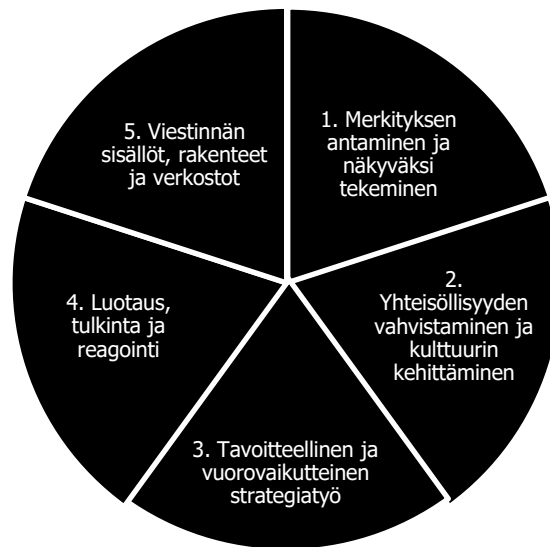 1. Merkityksen
antaminen ja
näkyväksi
tekeminen
2.
Yhteisöllisyyden
vahvistaminen ja
kulttuurin
kehittäminen
3. Tavoitteellinen ja
vuorovaikutteinen
strategiatyö
4. Luotaus,
tulkinta ja
reagointi
5. Viestinnän
sisällöt, rakenteet
ja verkostot